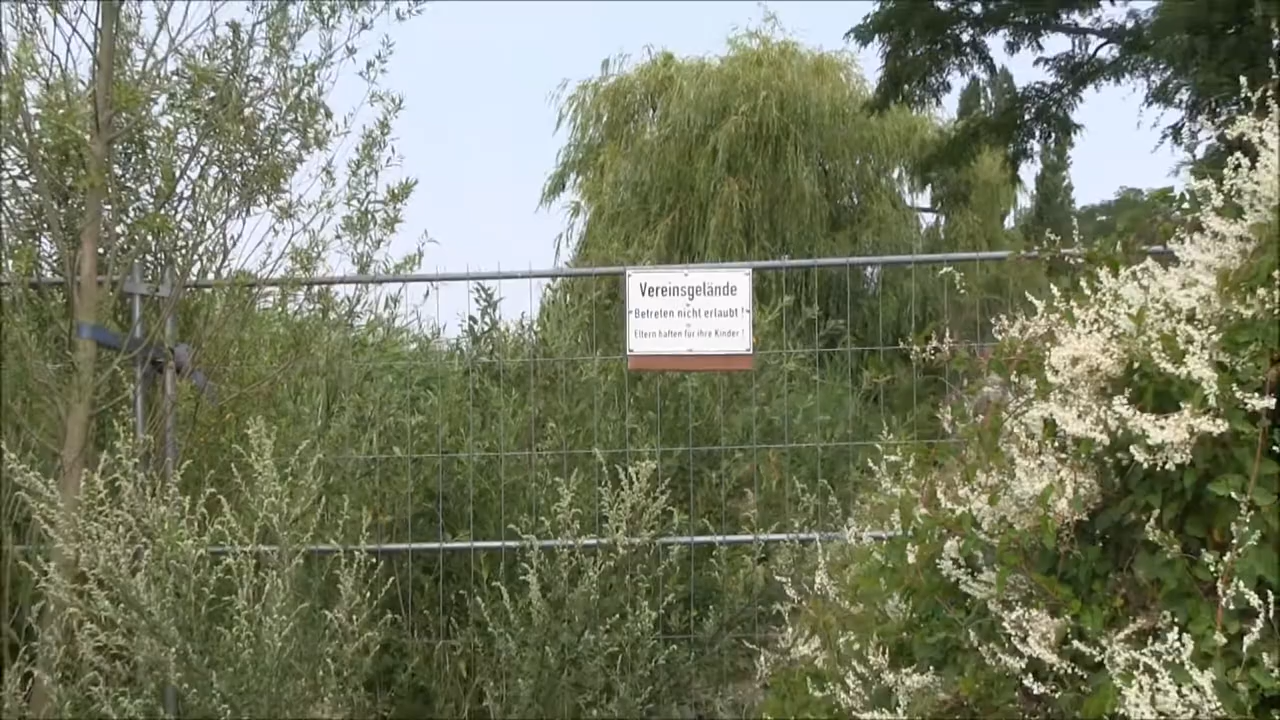 Vereinsgelände
Betreten nicht erlaubt !
Eltern haften für ihre Kinder !